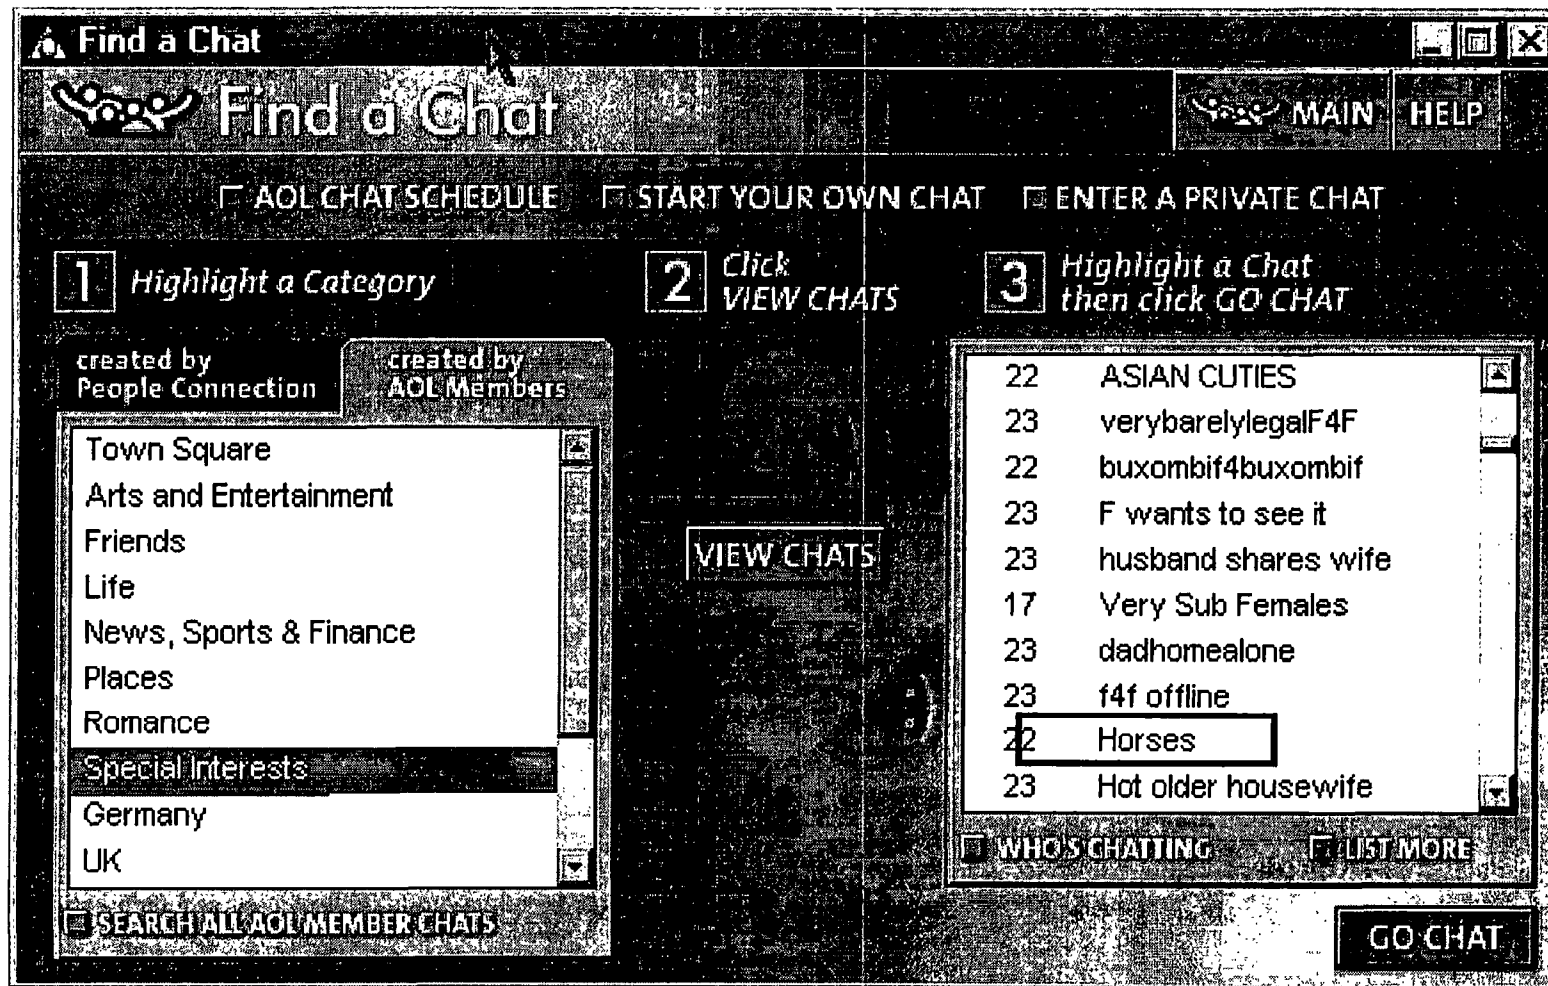 Find a Chat
Find a Chat
MAIN HELP
AOL CHAT SCHEDULE START YOUR OWN CHAT ENTER A PRIVATE CHAT
1 Highlight a Category
2 Click
VIEW CHATS
3 Highlight a Chat
then click GO CHAT
created by
People Connection
created by
AOL Members
Town Square
Arts and Entertainment
Friends
Life
News, Sports & Finance
Places
Romance
Special Interests
Germany
UK
SEARCH ALL AOL MEMBER CHATS
VIEW CHATS
22 ASIAN CUTIES
23 verybarelylegalF4F
22 buxombif4buxombif
23 F wants to see it
23 husband shares wife
17 Very Sub Females
23 dadhomealone
23 f4f offline
22 Horses
23 Hot older housewife
WHO'S CHATTING LIST MORE
GO CHAT